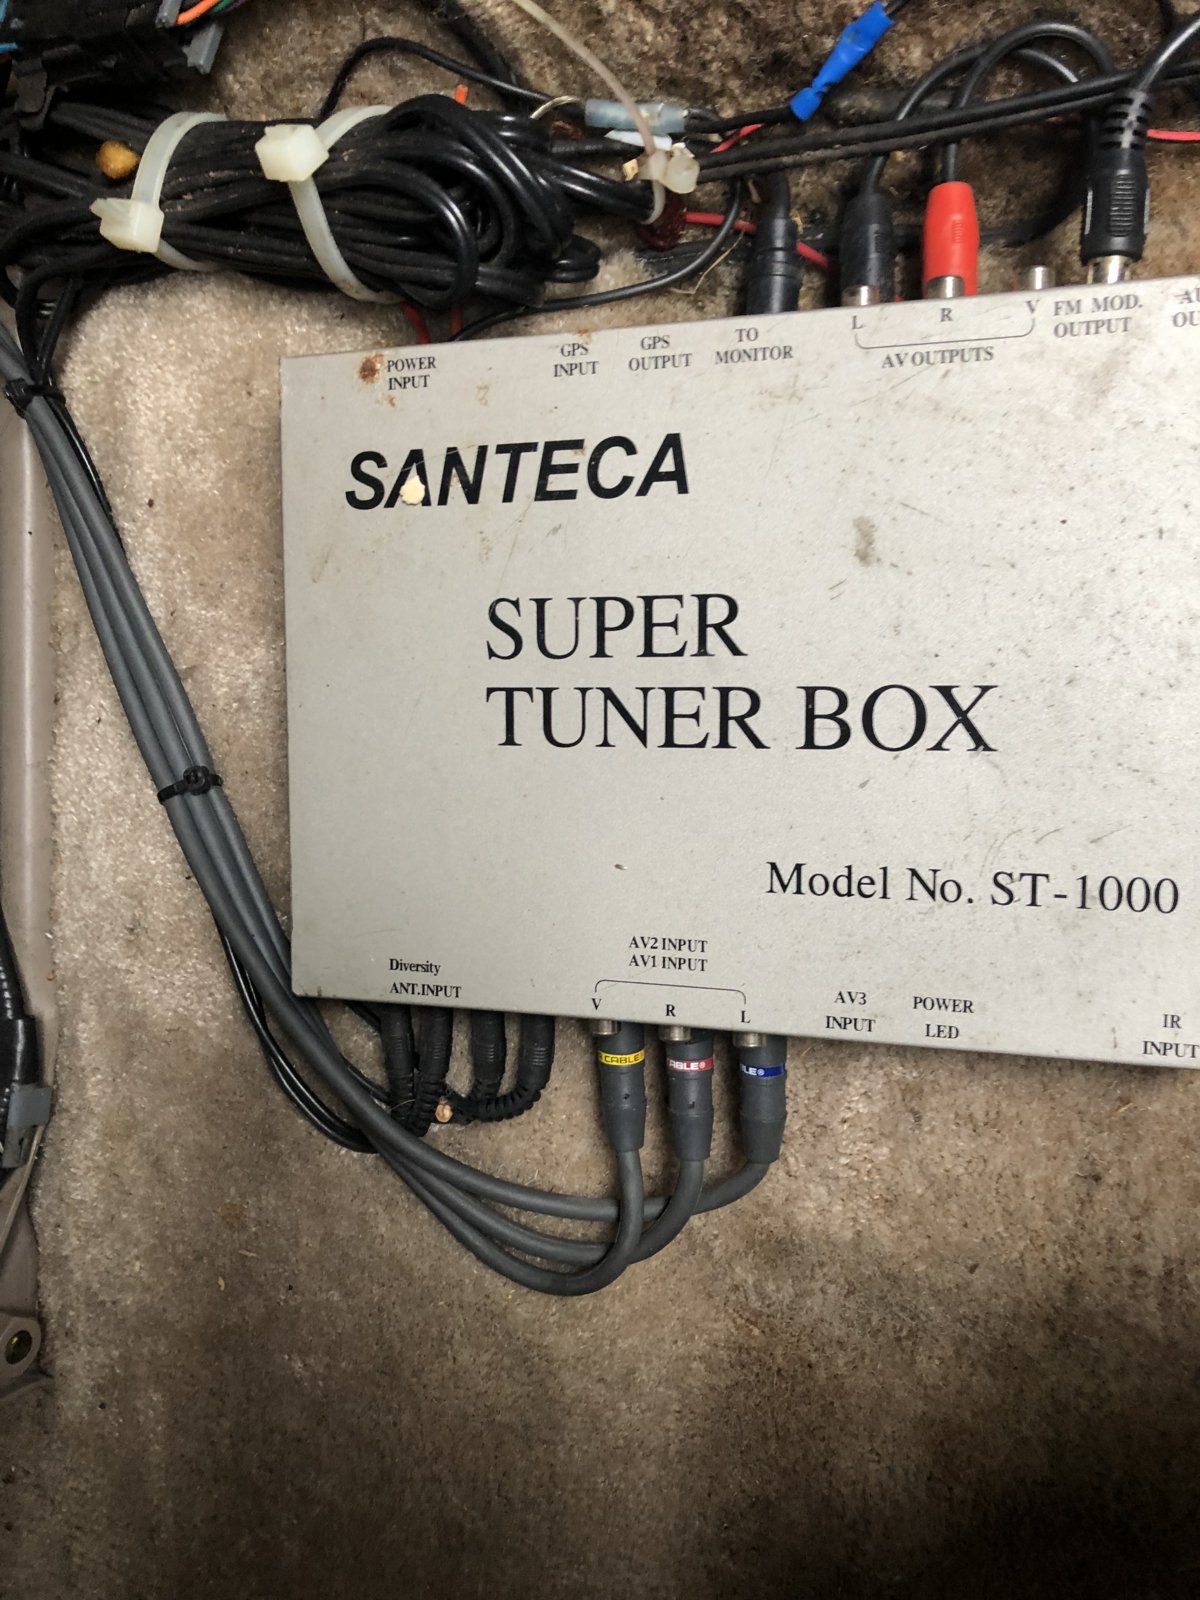 POWER
INPUT
GPS
INPUT
GPS
OUTPUT
TO
MONITOR
L
R
V
AV OUTPUTS
FM MOD.
OUTPUT
SANTECA
SUPER
TUNER BOX
Model No. ST-1000
Diversity
ANT.INPUT
AV2 INPUT
AV1 INPUT
V
R
L
AV3
INPUT
POWER
LED
IR
INPUT
CABLE